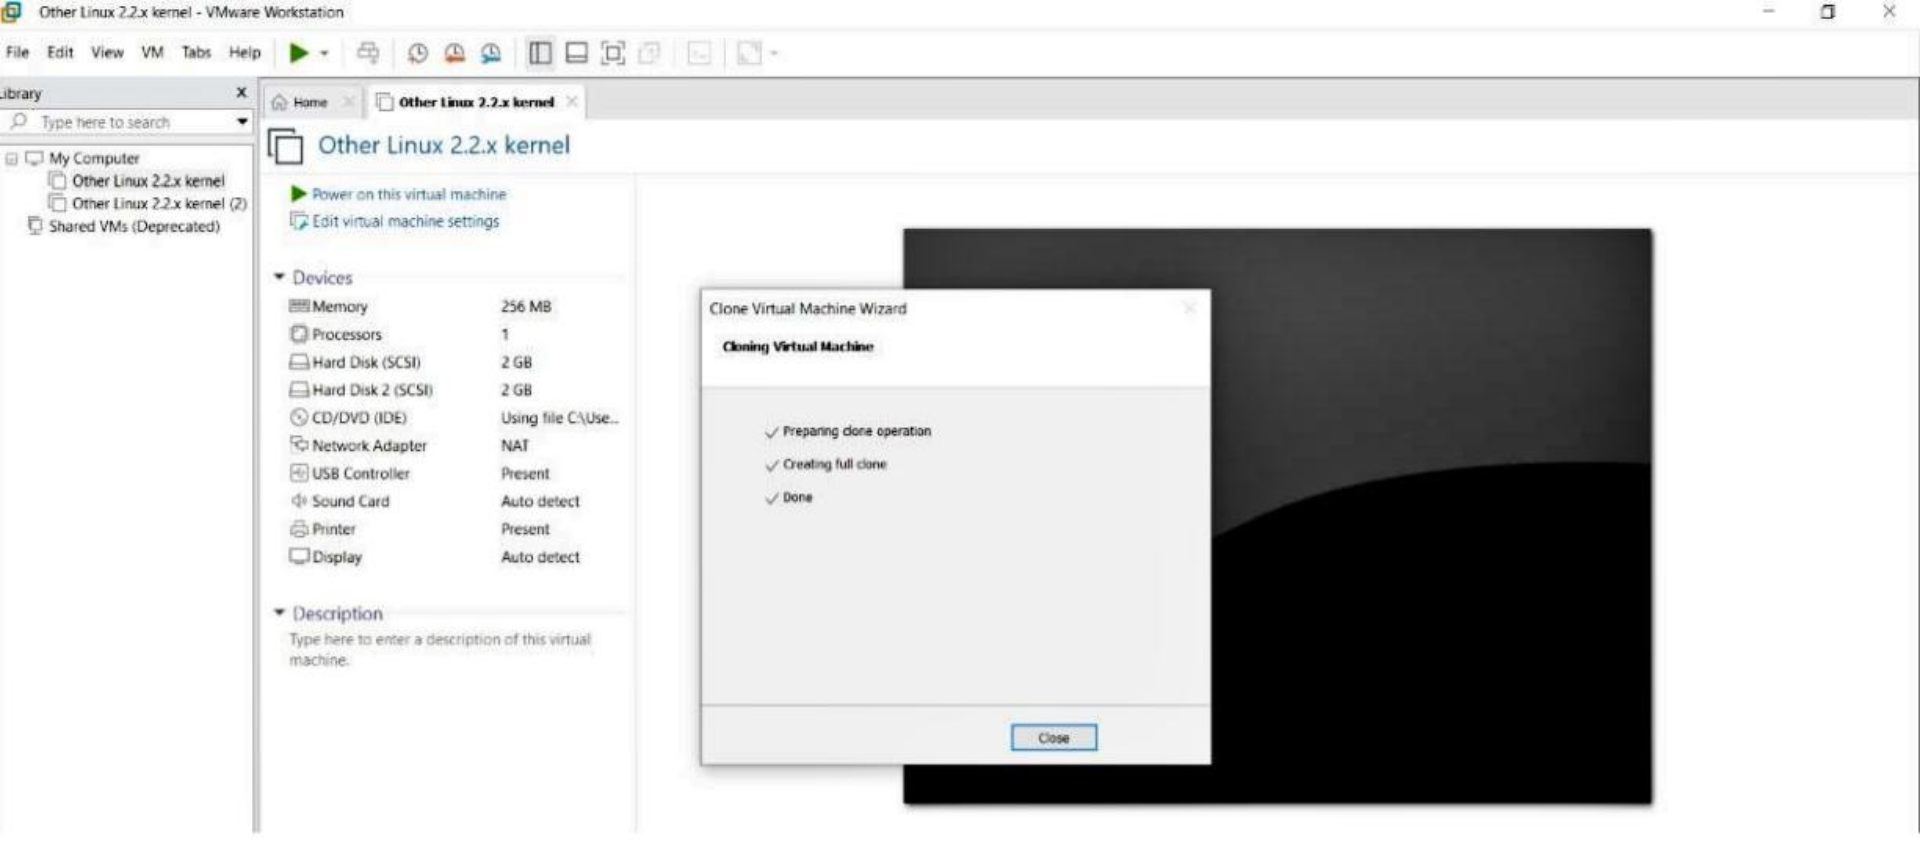 Other Linux 2.2.x kernel - VMware Workstation
File Edit View VM Tabs Help
Library
Type here to search
My Computer
Other Linux 2.2.x kernel
Other Linux 2.2.x kernel (2)
Shared VMs (Deprecated)
Home Other Linux 2.2.x kernel
Other Linux 2.2.x kernel
Power on this virtual machine
Edit virtual machine settings
Devices
Memory 256 MB
Processors 1
Hard Disk (SCSI) 2 GB
Hard Disk 2 (SCSI) 2 GB
CD/DVD (IDE) Using file C:\Use...
Network Adapter NAT
USB Controller Present
Sound Card Auto detect
Printer Present
Display Auto detect
Description
Type here to enter a description of this virtual
machine.
Clone Virtual Machine Wizard
Cloning Virtual Machine
Preparing clone operation
Creating full clone
Done
Close